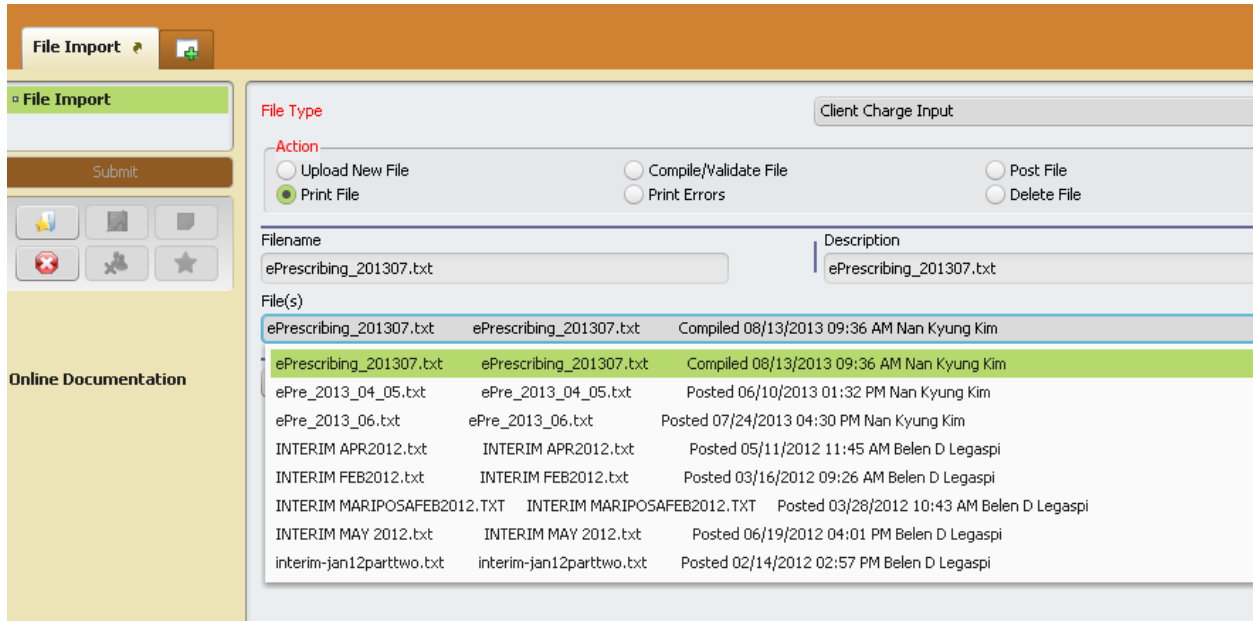 File Import
File Import
Submit
Online Documentation
File Type Client Charge Input
Action
Upload New File Compile/Validate File Post File
Print File Print Errors Delete File
Filename Description
ePrescribing_201307.txt ePrescribing_201307.txt
File(s)
ePrescribing_201307.txt ePrescribing_201307.txt Compiled 08/13/2013 09:36 AM Nan Kyung Kim
ePrescribing_201307.txt ePrescribing_201307.txt Compiled 08/13/2013 09:36 AM Nan Kyung Kim
ePre_2013_04_05.txt ePre_2013_04_05.txt Posted 06/10/2013 01:32 PM Nan Kyung Kim
ePre_2013_06.txt ePre_2013_06.txt Posted 07/24/2013 04:30 PM Nan Kyung Kim
INTERIM APR2012.txt INTERIM APR2012.txt Posted 05/11/2012 11:45 AM Belen D Legaspi
INTERIM FEB2012.txt INTERIM FEB2012.txt Posted 03/16/2012 09:26 AM Belen D Legaspi
INTERIM MARIPOSAFEB2012.TXT INTERIM MARIPOSAFEB2012.TXT Posted 03/28/2012 10:43 AM Belen D Legaspi
INTERIM MAY 2012.txt INTERIM MAY 2012.txt Posted 06/19/2012 04:01 PM Belen D Legaspi
interim-jan12parttwo.txt interim-jan12parttwo.txt Posted 02/14/2012 02:57 PM Belen D Legaspi